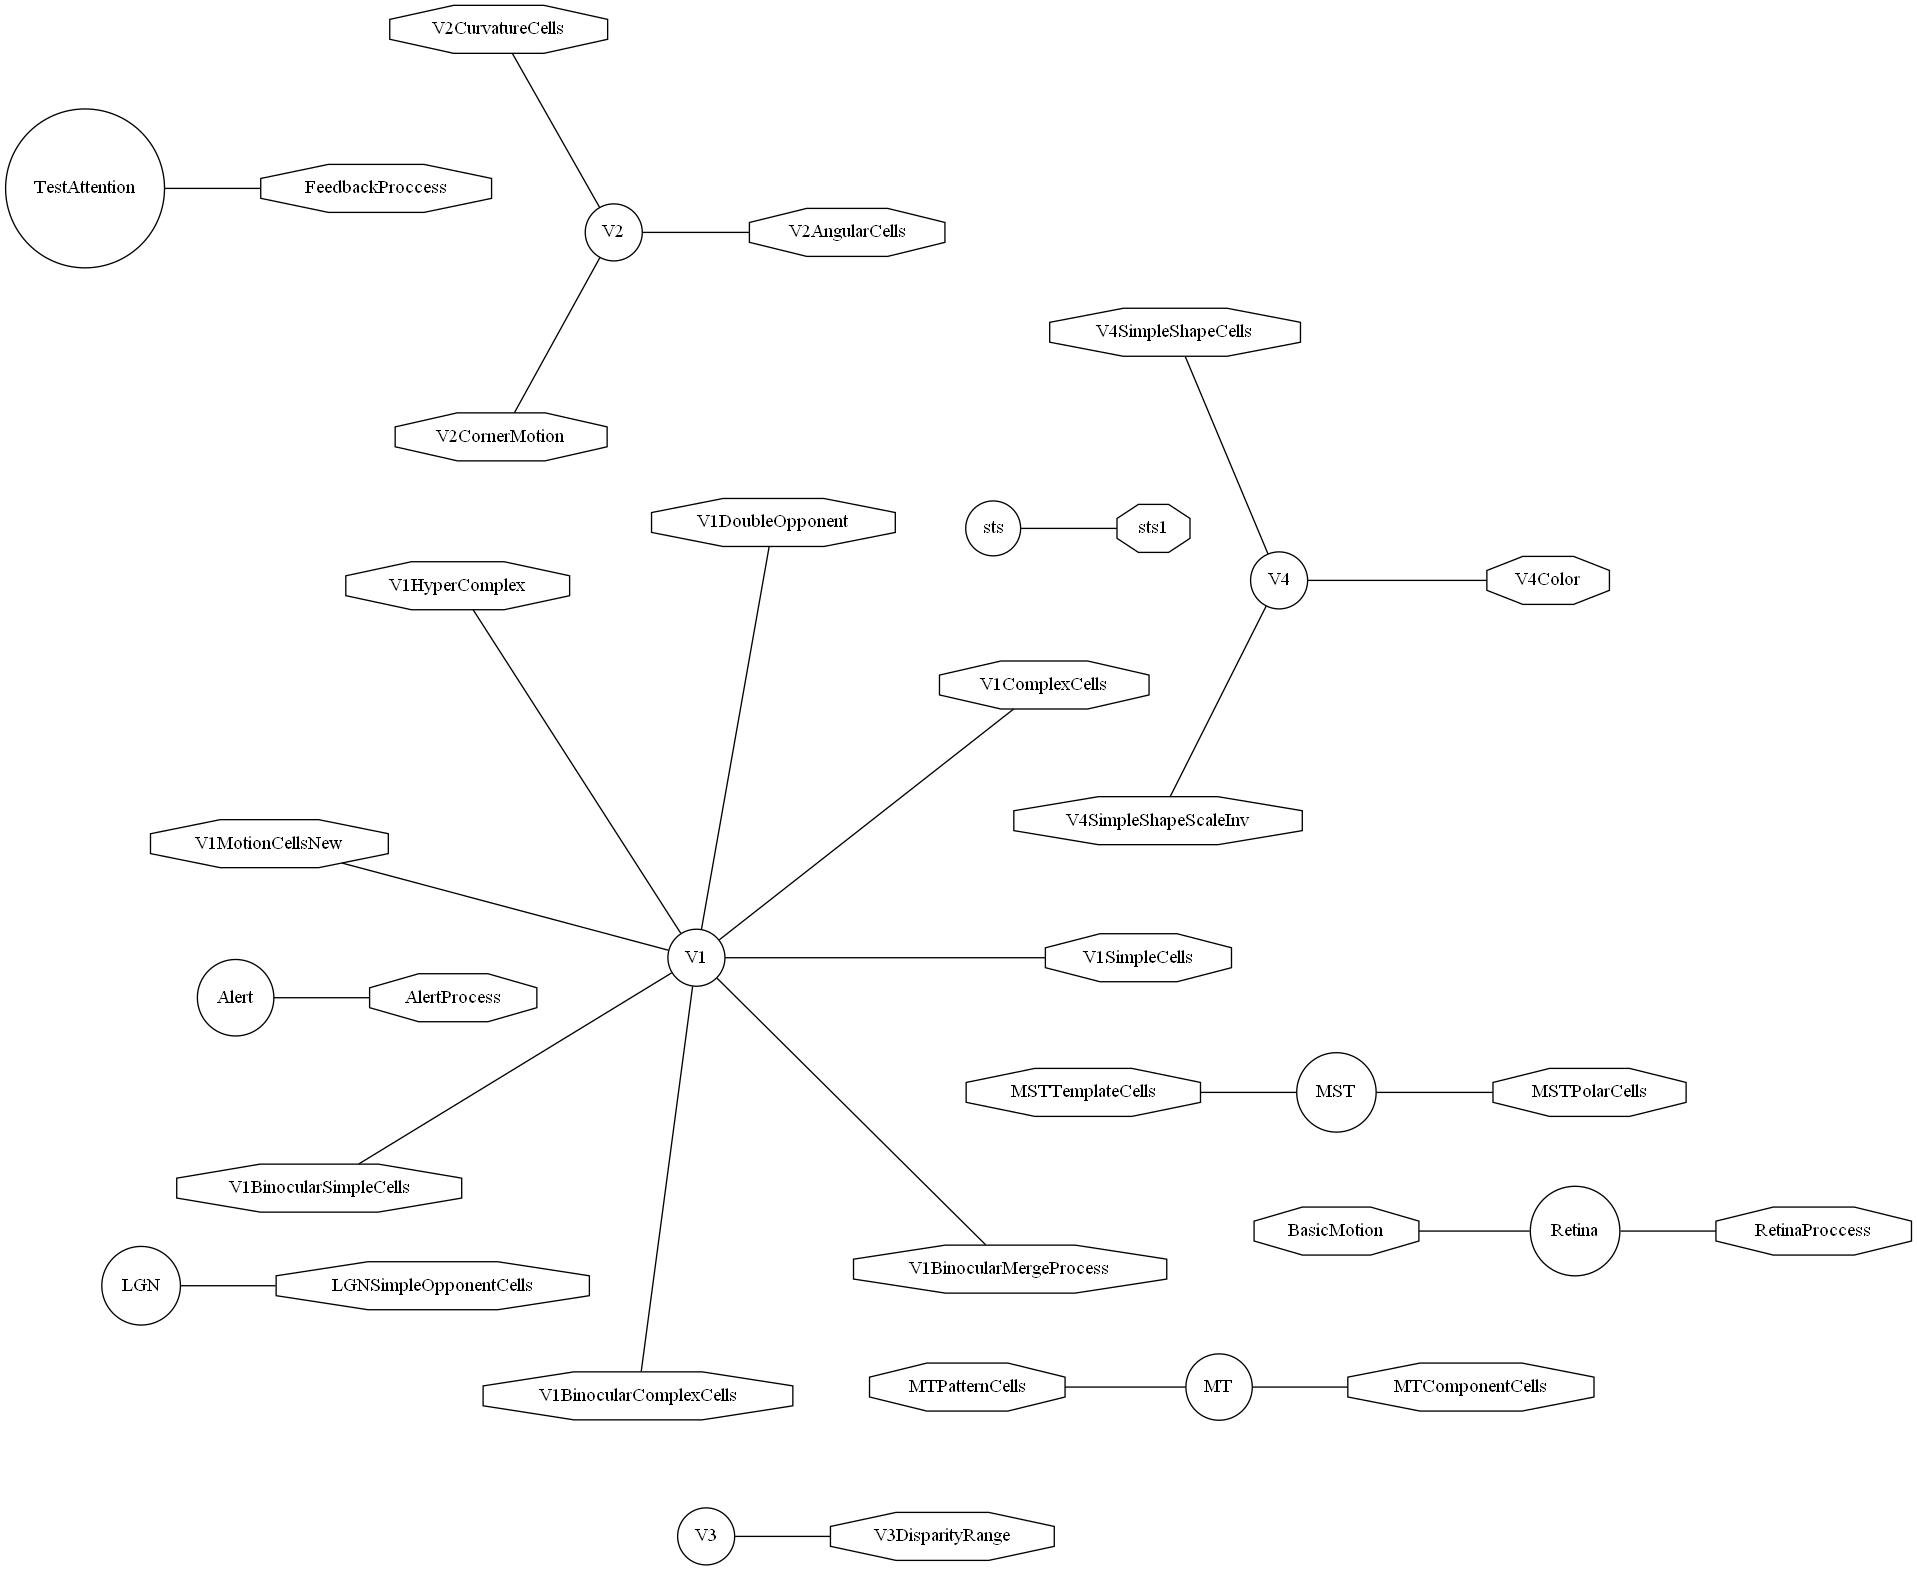 V2CurvatureCells
TestAttention
FeedbackProccess
V2
V2AngularCells
V4SimpleShapeCells
V2CornerMotion
V1DoubleOpponent
sts
sts1
V4
V4Color
V1HyperComplex
V1ComplexCells
V4SimpleShapeScaleInv
V1MotionCellsNew
V1
V1SimpleCells
Alert
AlertProcess
MSTTemplateCells
MST
MSTPolarCells
V1BinocularSimpleCells
BasicMotion
Retina
RetinaProccess
V1BinocularMergeProcess
LGN
LGNSimpleOpponentCells
MTPatternCells
MT
MTComponentCells
V1BinocularComplexCells
V3
V3DisparityRange